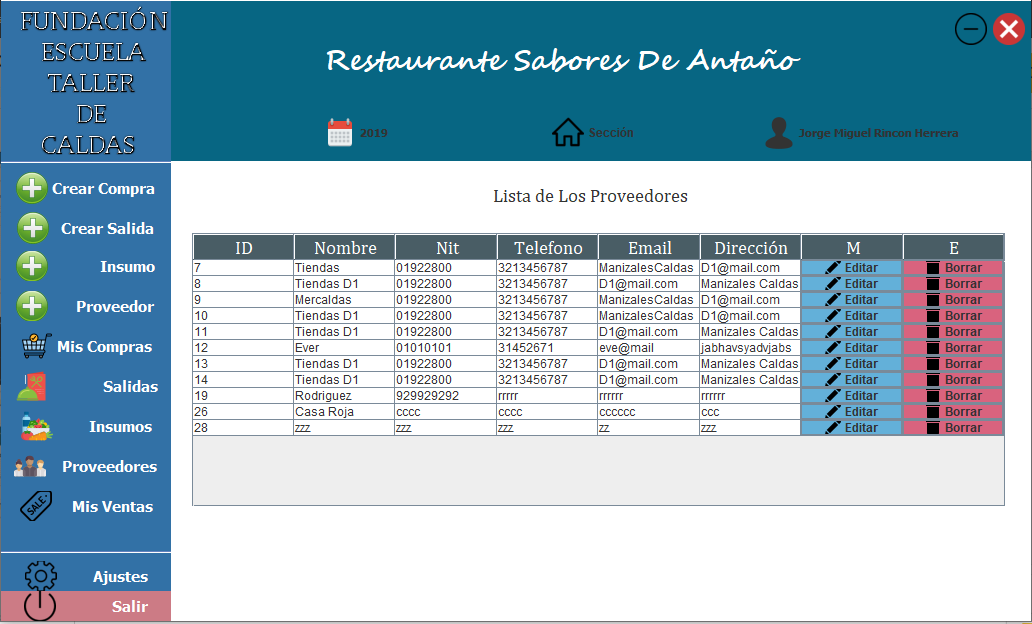 FUNDACIÓN
ESCUELA
TALLER
DE
CALDAS
Restaurante Sabores De Antaño
2019
Sección
Jorge Miguel Rincon Herrera
Crear Compra
Crear Salida
Insumo
Proveedor
Mis Compras
Salidas
Insumos
Proveedores
SALE
Mis Ventas
Ajustes
Salir
Lista de Los Proveedores
ID Nombre Nit Telefono Email Dirección M E
7 Tiendas 01922800 3213456787 ManizalesCaldas D1@mail.com Editar Borrar
8 Tiendas D1 01922800 3213456787 D1@mail.com Manizales Caldas Editar Borrar
9 Mercaldas 01922800 3213456787 ManizalesCaldas D1@mail.com Editar Borrar
10 Tiendas D1 01922800 3213456787 ManizalesCaldas D1@mail.com Editar Borrar
11 Tiendas D1 01922800 3213456787 D1@mail.com Manizales Caldas Editar Borrar
12 Ever 01010101 31452671 eve@mail jabhavsyadvjabs Editar Borrar
13 Tiendas D1 01922800 3213456787 D1@mail.com Manizales Caldas Editar Borrar
14 Tiendas D1 01922800 3213456787 D1@mail.com Manizales Caldas Editar Borrar
19 Rodriguez 929929292 rrrrr rrrrrr rrrrrr Editar Borrar
26 Casa Roja cccc cccc cccccc ccc Editar Borrar
28 zzz zzz zzz zz zzz Editar Borrar